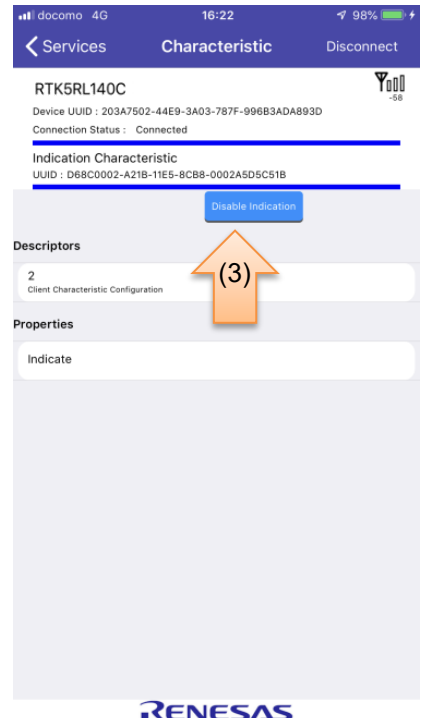 docomo 4G 16:22 98%
Services Characteristic Disconnect
RTK5RL140C
-58
Device UUID : 203A7502-44E9-3A03-787F-996B3ADA893D
Connection Status : Connected
Indication Characteristic
UUID : D68C0002-A21B-11E5-8CB8-0002A5D5C51B
Disable Indication
Descriptors
(3)
2
Client Characteristic Configuration
Properties
Indicate
RENESAS